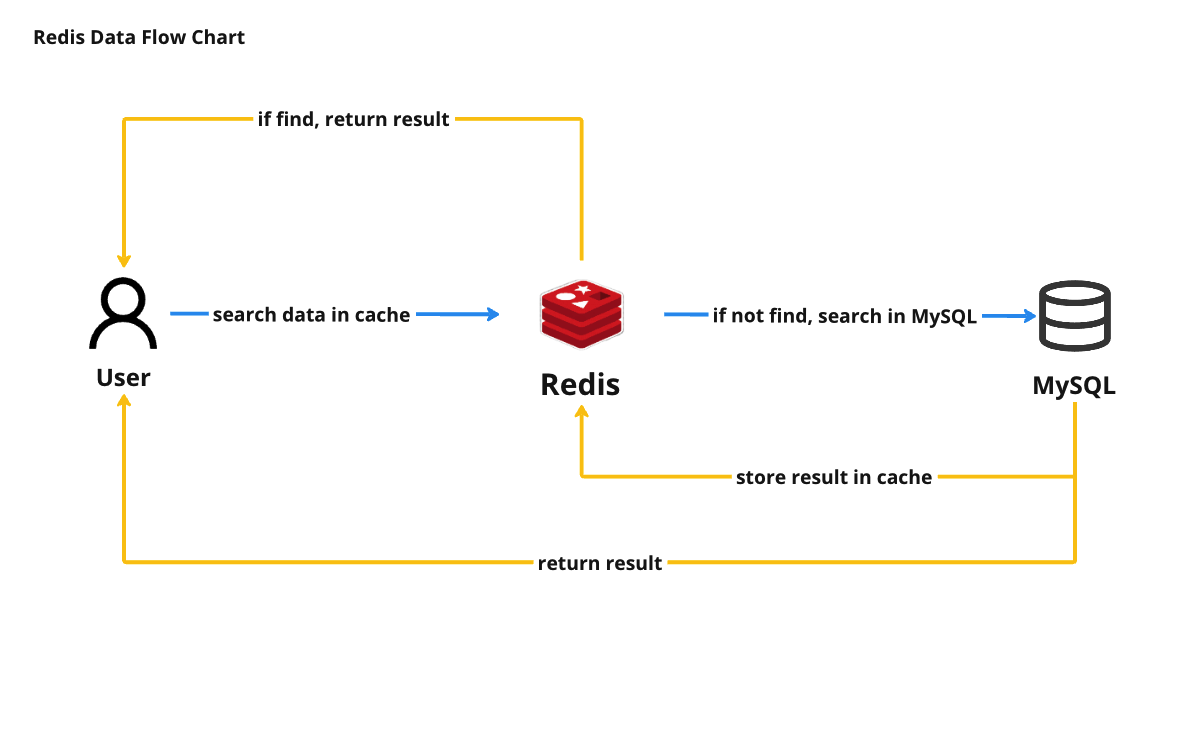 Redis Data Flow Chart
if find, return result
search data in cache
if not find, search in MySQL
User
Redis
MySQL
store result in cache
return result